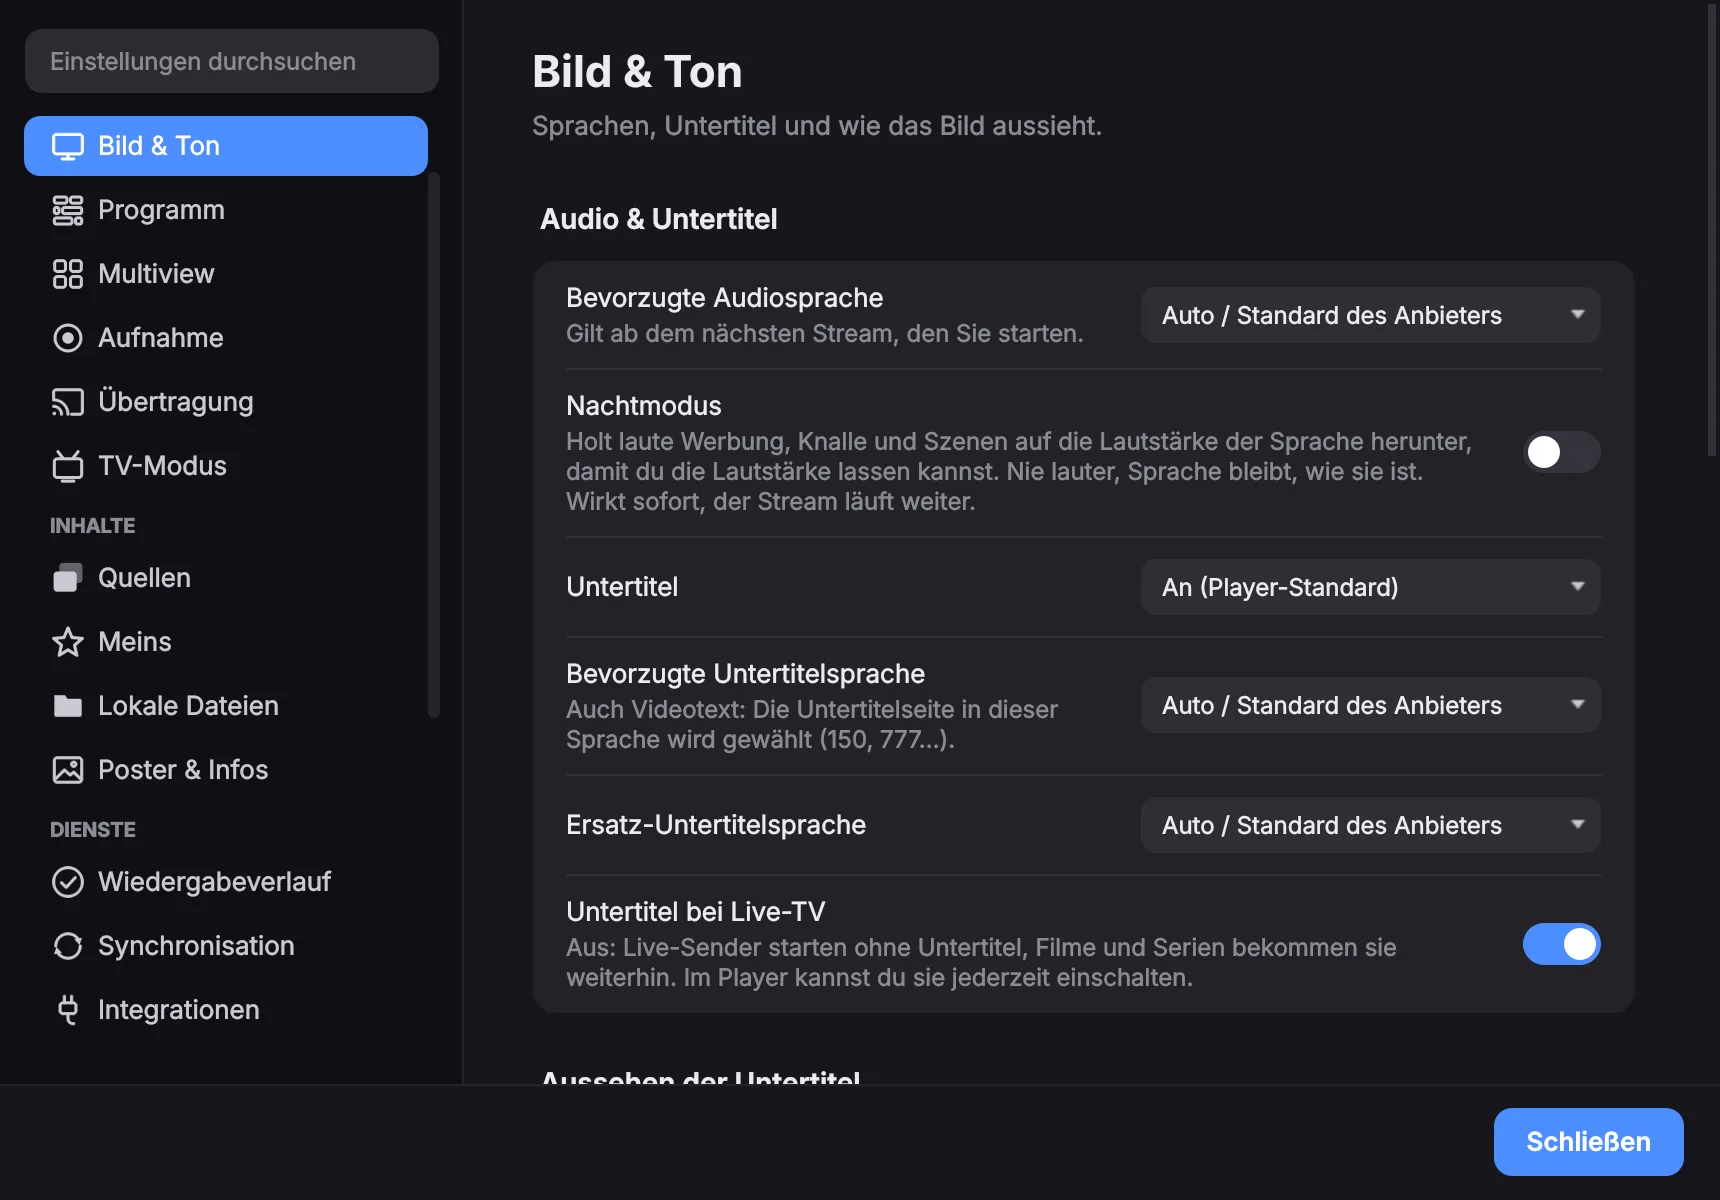 Einstellungen durchsuchen
Bild & Ton
Programm
Multiview
Aufnahme
Übertragung
TV-Modus
INHALTE
Quellen
Meins
Lokale Dateien
Poster & Infos
DIENSTE
Wiedergabeverlauf
Synchronisation
Integrationen
Bild & Ton
Sprachen, Untertitel und wie das Bild aussieht.
Audio & Untertitel
Bevorzugte Audiosprache
Gilt ab dem nächsten Stream, den Sie starten.
Auto / Standard des Anbieters
Nachtmodus
Holt laute Werbung, Knalle und Szenen auf die Lautstärke der Sprache herunter,
damit du die Lautstärke lassen kannst. Nie lauter, Sprache bleibt, wie sie ist.
Wirkt sofort, der Stream läuft weiter.
Untertitel
An (Player-Standard)
Bevorzugte Untertitelsprache
Auch Videotext: Die Untertitelseite in dieser
Sprache wird gewählt (150, 777...).
Auto / Standard des Anbieters
Ersatz-Untertitelsprache
Auto / Standard des Anbieters
Untertitel bei Live-TV
Aus: Live-Sender starten ohne Untertitel, Filme und Serien bekommen sie
weiterhin. Im Player kannst du sie jederzeit einschalten.
Aussehen der Untertitel
Schließen